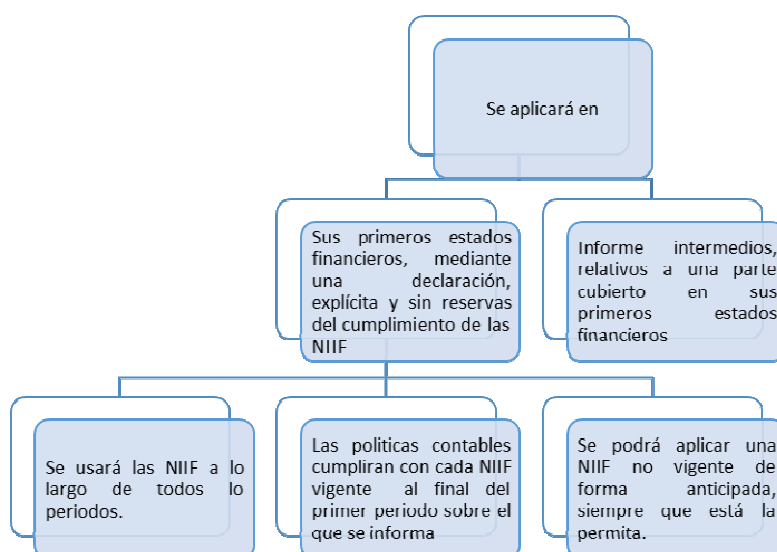 Se aplicará en
Sus primeros estados
financieros, mediante
una declaración,
explícita y sin reservas
del cumplimiento de las
NIIF
Informe intermedios,
relativos a una parte
cubierto en sus
primeros estados
financieros
Se usará las NIIF a lo
largo de todos lo
periodos.
Las politicas contables
cumpliran con cada NIIF
vigente al final del
primer periodo sobre el
que se informa
Se podrá aplicar una
NIIF no vigente de
forma anticipada,
siempre que está la
permita.